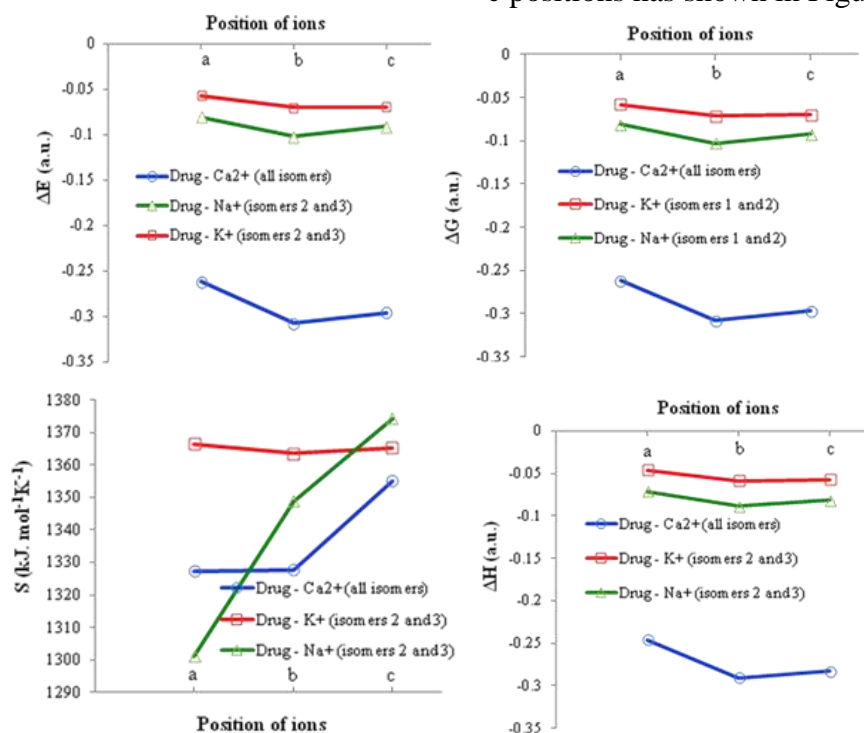 c positions has shown in Figu
Position of ions
0
a
b
c
-0.05
-0.1
-0.15
-0.2
-0.25
-0.3
-0.35
ΔE (a.u.)
Drug - Ca2+ (all isomers)
Drug - Na+ (isomers 2 and3)
Drug - K+ (isomers 2 and3)
Position of ions
0
a
b
c
-0.05
-0.1
-0.15
-0.2
-0.25
-0.3
-0.35
ΔG (a.u.)
Drug - Ca2+ (all isomers)
Drug - K+ (isomers 1 and2)
Drug - Na+ (isomers 1 and2)
1380
1370
1360
1350
1340
1330
1320
1310
1300
1290
S (kJ. mol-1K-1)
Drug - Ca2+(all isomers)
Drug - K+ (isomers 2 and3)
Drug - Na+ (isomers 2 and3)
a
b
c
Position of ions
Position of ions
0
a
b
c
-0.05
-0.1
-0.15
-0.2
-0.25
-0.3
-0.35
ΔH (a.u.)
Drug - Ca2+ (all isomers)
Drug - K+ (isomers 2 and3)
Drug - Na+ (isomers 2 and3)